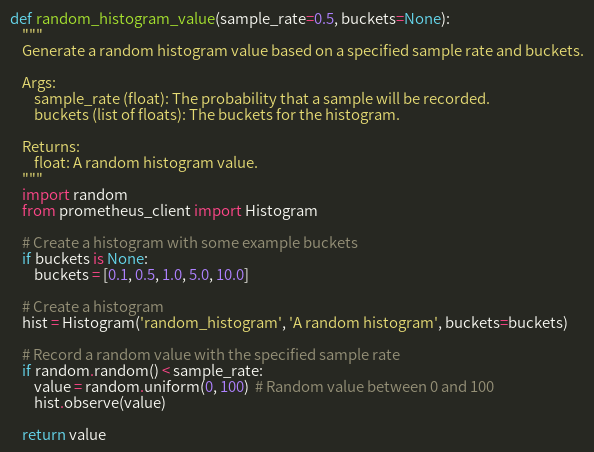 def random_histogram_value(sample_rate=0.5, buckets=None):
"""
Generate a random histogram value based on a specified sample rate and buckets.
Args:
sample_rate (float): The probability that a sample will be recorded.
buckets (list of floats): The buckets for the histogram.
Returns:
float: A random histogram value.
"""
import random
from prometheus_client import Histogram
# Create a histogram with some example buckets
if buckets is None:
buckets = [0.1, 0.5, 1.0, 5.0, 10.0]
# Create a histogram
hist = Histogram('random_histogram', 'A random histogram', buckets=buckets)
# Record a random value with the specified sample rate
if random.random() < sample_rate:
value = random.uniform(0, 100)  # Random value between 0 and 100
hist.observe(value)
return value